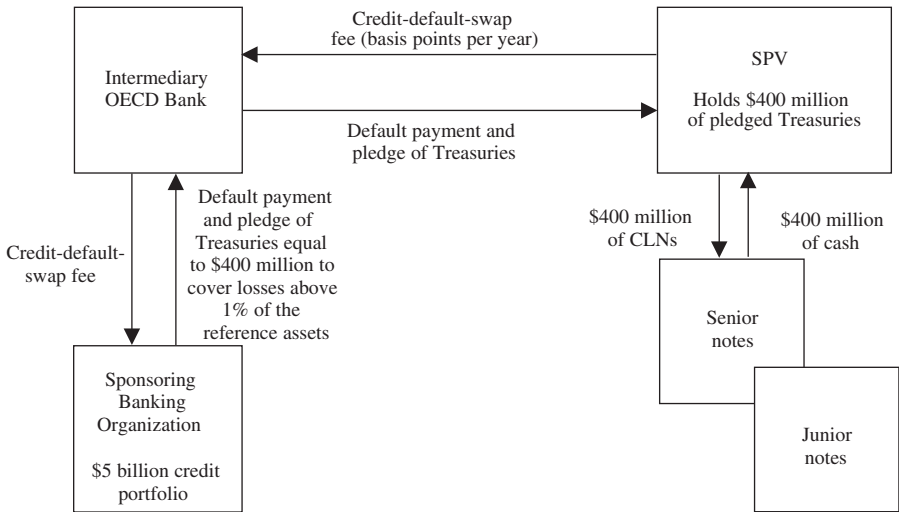 Credit-default-swap
fee (basis points per year)
Intermediary
OECD Bank
SPV
Holds $400 million
of pledged Treasuries
Default payment and
pledge of Treasuries
Credit-default-
swap fee
Default payment
and pledge of
Treasuries equal
to $400 million to
cover losses above
1% of the
reference assets
$400 million
of CLNs
$400 million
of cash
Senior
notes
Junior
notes
Sponsoring
Banking
Organization
$5 billion credit
portfolio